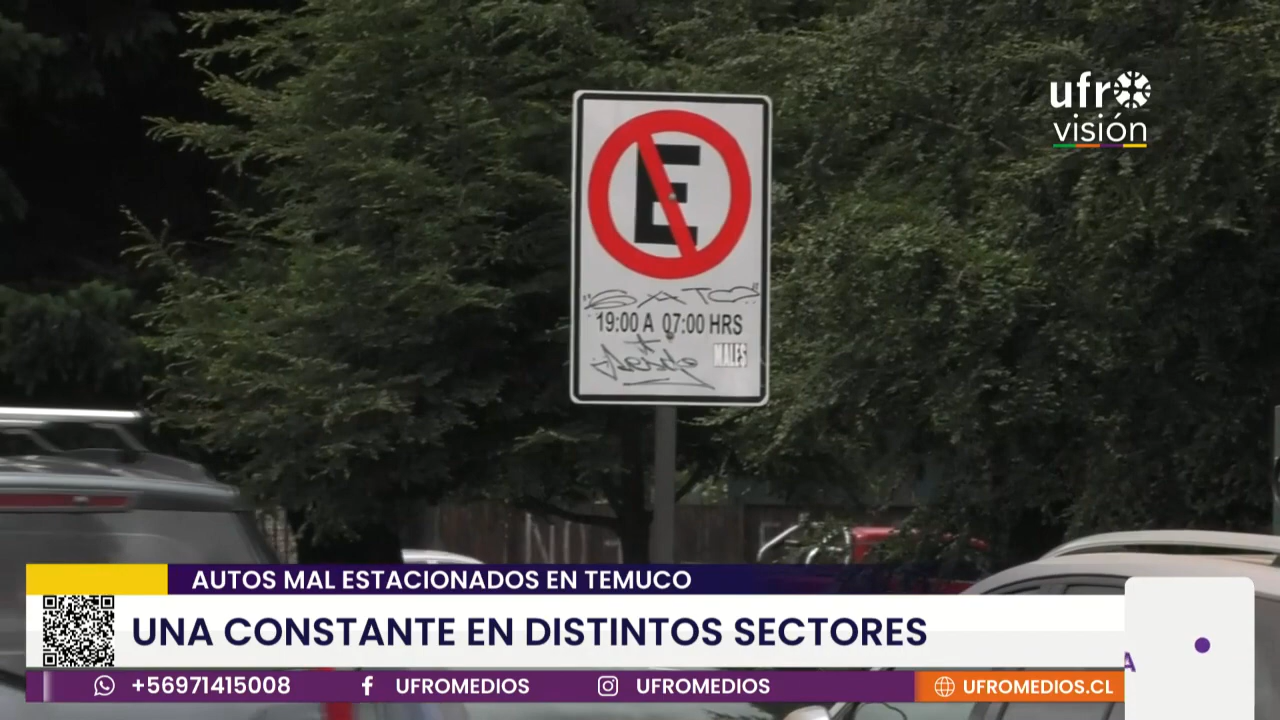 ufro
visión
E
"GATO"
19:00 A 07:00 HRS
MALES
AUTOS MAL ESTACIONADOS EN TEMUCO
UNA CONSTANTE EN DISTINTOS SECTORES
A
+56971415008
UFROMEDIOS
UFROMEDIOS
UFROMEDIOS.CL